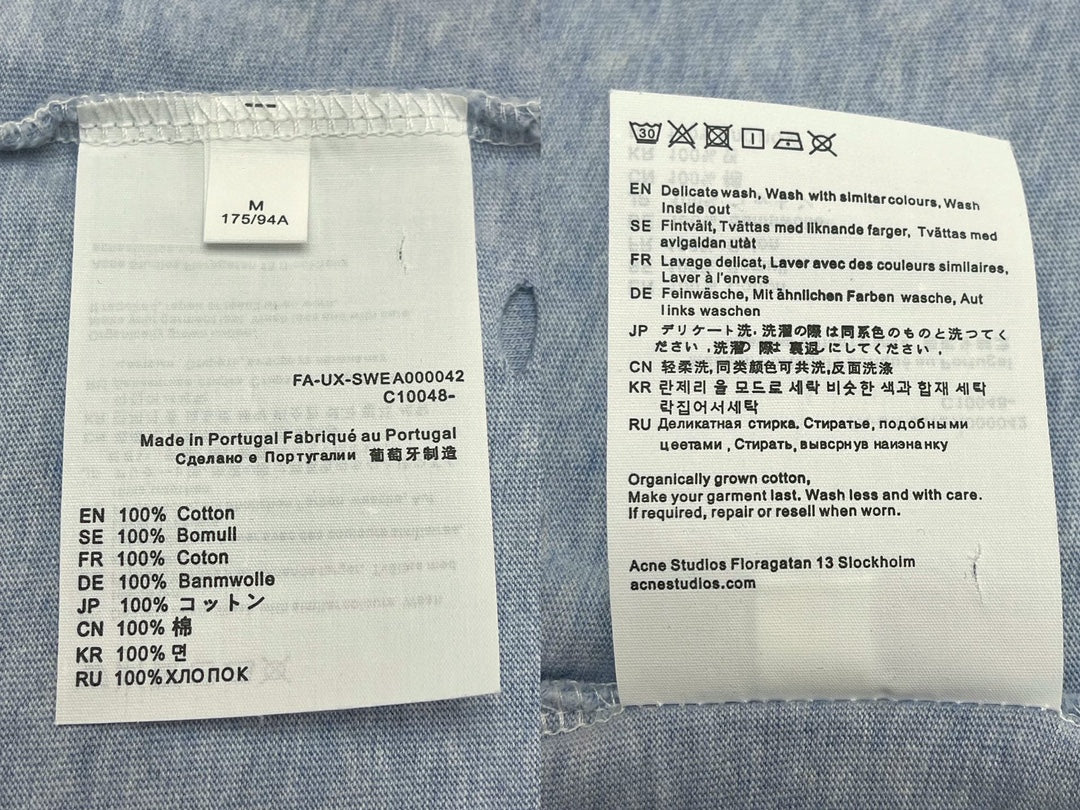 M
175/94A
FA-UX-SWEA000042
C10048-
Made in Portugal Fabriqué au Portugal
Сделано е Португалии 葡萄牙制造
EN 100% Cotton
SE 100% Bomull
FR 100% Coton
DE 100% Banmwolle
JP 100% コットン
CN 100% 棉
KR 100% 면
RU 100% ХЛОПОК
30
EN Delicate wash, Wash with simitar colours, Wash
Inside out
SE Fintvält, Tvättas med liknande farger, Tvättas med
avigaldan utàt
FR Lavage delicat, Laver avec des couleurs similaires,
Laver à l'envers
DE Feinwäsche, Mit ähnlichen Farben wasche, Aut
links waschen
JP デリケート洗. 洗濯の際は同系色のものと洗つてく
ださい .洗濯の際は裏返しにしてください .
CN 轻柔洗,同类颜色可共洗,反面洗涤
KR 란제리 을 모드로 세탁 비슷한 색과 합재 세탁
락집어서세탁
RU Деликатная стирка, Стиратье, подобными
цеетами , Стирать, вывсрнув наизнанку
Organically grown cotton,
Make your garment last. Wash less and with care.
If required, repair or resell when worn.
Acne Studios Floragatan 13 Slockholm
acnestudios.com